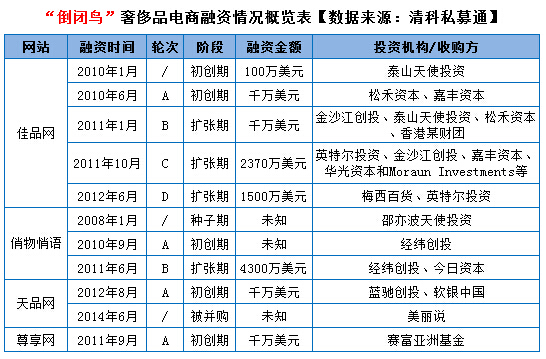 “倒闭鸟”奢侈品电商融资情况概览表【数据来源：清科私募通】
网站 融资时间 轮次 阶段 融资金额 投资机构/收购方
佳品网 2010年1月 / 初创期 100万美元 泰山天使投资
2010年6月 A 初创期 千万美元 松禾资本、嘉丰资本
2011年1月 B 扩张期 千万美元 金沙江创投、泰山天使投资、松禾资本
、香港某财团
2011年10月 C 扩张期 2370万美元 英特尔投资、金沙江创投、嘉丰资本、
华光资本和Moraun Investments等
2012年6月 D 扩张期 1500万美元 梅西百货、英特尔投资
俏物悄语 2008年1月 / 种子期 未知 邵亦波天使投资
2010年9月 A 初创期 未知 经纬创投
2011年6月 B 扩张期 4300万美元 经纬创投、今日资本
天品网 2012年8月 A 初创期 千万美元 蓝驰创投、软银中国
2014年6月 / 被并购 未知 美丽说
尊享网 2011年9月 A 初创期 千万美元 赛富亚洲基金